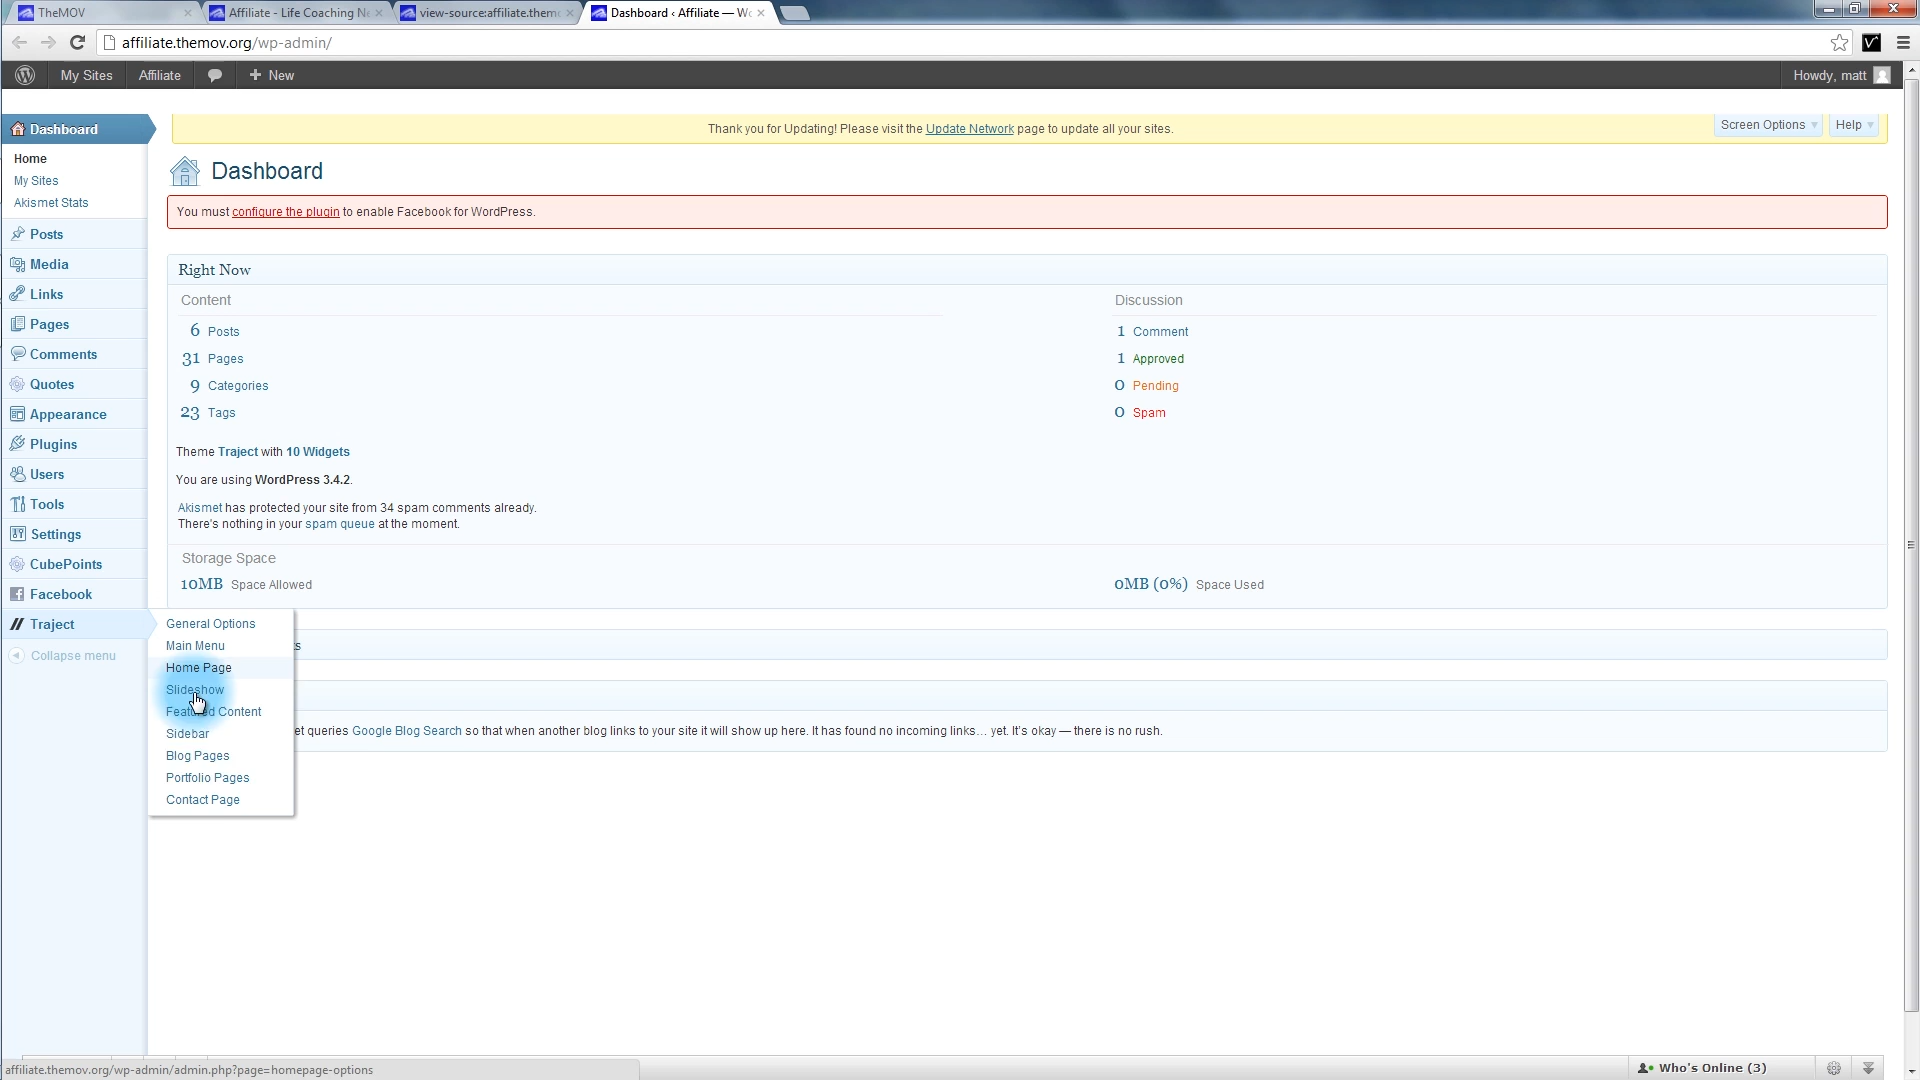 TheMOV
Affiliate - Life Coaching Ne
view-source:affiliate.themo
Dashboard ‹ Affiliate — Wo
affiliate.themov.org/wp-admin/
My Sites
Affiliate
+ New
Howdy, matt
Thank you for Updating! Please visit the Update Network page to update all your sites.
Screen Options
Help
Dashboard
Home
My Sites
Akismet Stats
Posts
Media
Links
Pages
Comments
Quotes
Appearance
Plugins
Users
Tools
Settings
CubePoints
Facebook
Traject
Collapse menu
General Options
Main Menu
Home Page
Slideshow
Featured Content
Sidebar
Blog Pages
Portfolio Pages
Contact Page
Dashboard
You must configure the plugin to enable Facebook for WordPress.
Right Now
Content
6 Posts
31 Pages
9 Categories
23 Tags
Discussion
1 Comment
1 Approved
0 Pending
0 Spam
Theme Traject with 10 Widgets
You are using WordPress 3.4.2.
Akismet has protected your site from 34 spam comments already.
There's nothing in your spam queue at the moment.
Storage Space
10MB Space Allowed
0MB (0%) Space Used
s
et queries Google Blog Search so that when another blog links to your site it will show up here. It has found no incoming links… yet. It's okay — there is no rush.
affiliate.themov.org/wp-admin/admin.php?page=homepage-options
Who's Online (3)